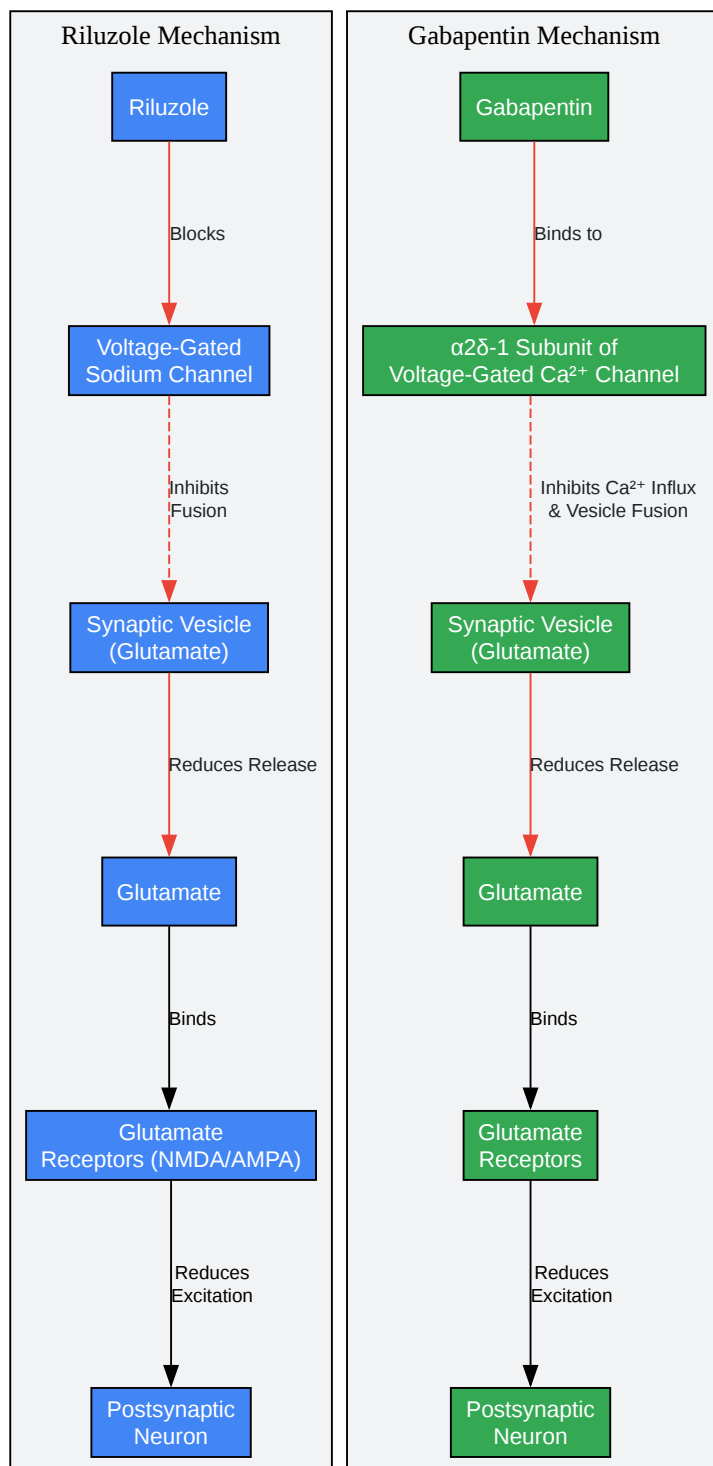 Riluzole Mechanism
Riluzole
Blocks
Voltage-Gated
Sodium Channel
Inhibits
Fusion
Synaptic Vesicle
(Glutamate)
Reduces Release
Glutamate
Binds
Glutamate
Receptors (NMDA/AMPA)
Reduces
Excitation
Postsynaptic
Neuron
Gabapentin Mechanism
Gabapentin
Binds to
α2δ-1 Subunit of
Voltage-Gated Ca²⁺ Channel
Inhibits Ca²⁺ Influx
& Vesicle Fusion
Synaptic Vesicle
(Glutamate)
Reduces Release
Glutamate
Binds
Glutamate
Receptors
Reduces
Excitation
Postsynaptic
Neuron